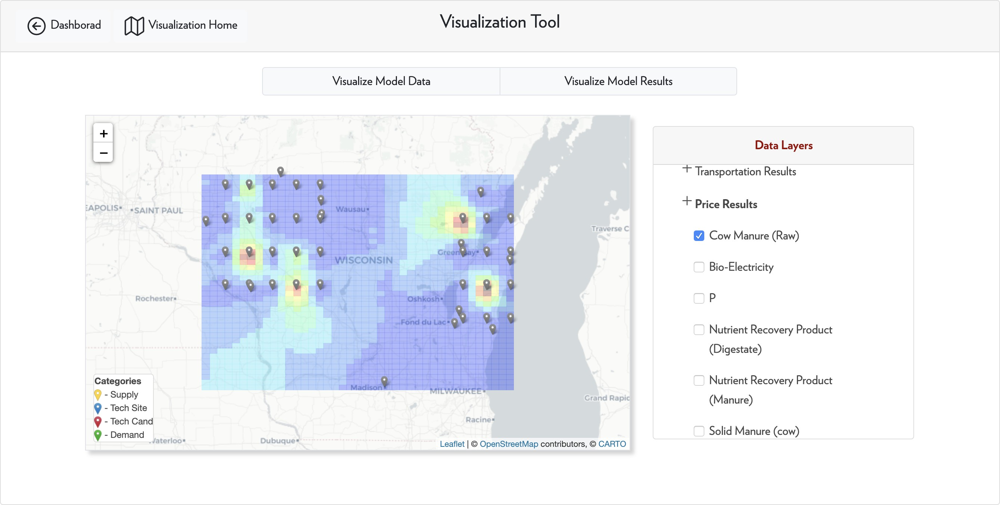 Dashborad
Visualization Home
Visualization Tool
Visualize Model Data
Visualize Model Results
+
−
EAPOLIS
SAINT PAUL
Wausau
WISCONSIN
Green Bay
Traverse C
Rochester
Oshkosh
Fond du Lac
Madison
MILWAUKEE
Grand Rapid
Racine
Waterloo
Dubuque
Categories
- Supply
- Tech Site
- Tech Cand
- Demand
Leaflet | © OpenStreetMap contributors, © CARTO
Data Layers
+ Transportation Results
+ Price Results
Cow Manure (Raw)
Bio-Electricity
P
Nutrient Recovery Product
(Digestate)
Nutrient Recovery Product
(Manure)
Solid Manure (cow)